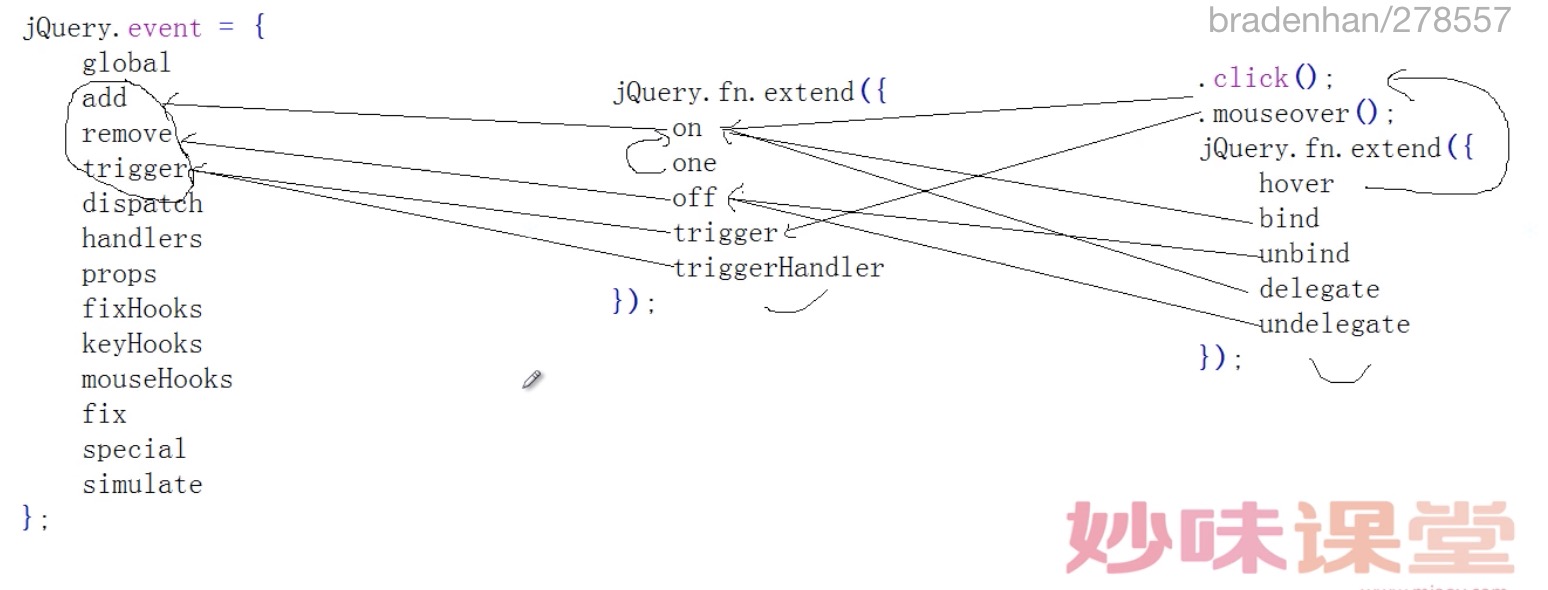 bradenhan/278557
jQuery.event = {
global
add
remove
trigger
dispatch
handlers
props
fixHooks
keyHooks
mouseHooks
fix
special
simulate
};
jQuery.fn.extend({
on
one
off
trigger
triggerHandler
});
.click();
.mouseover();
jQuery.fn.extend({
hover
bind
unbind
delegate
undelegate
});
妙味课堂